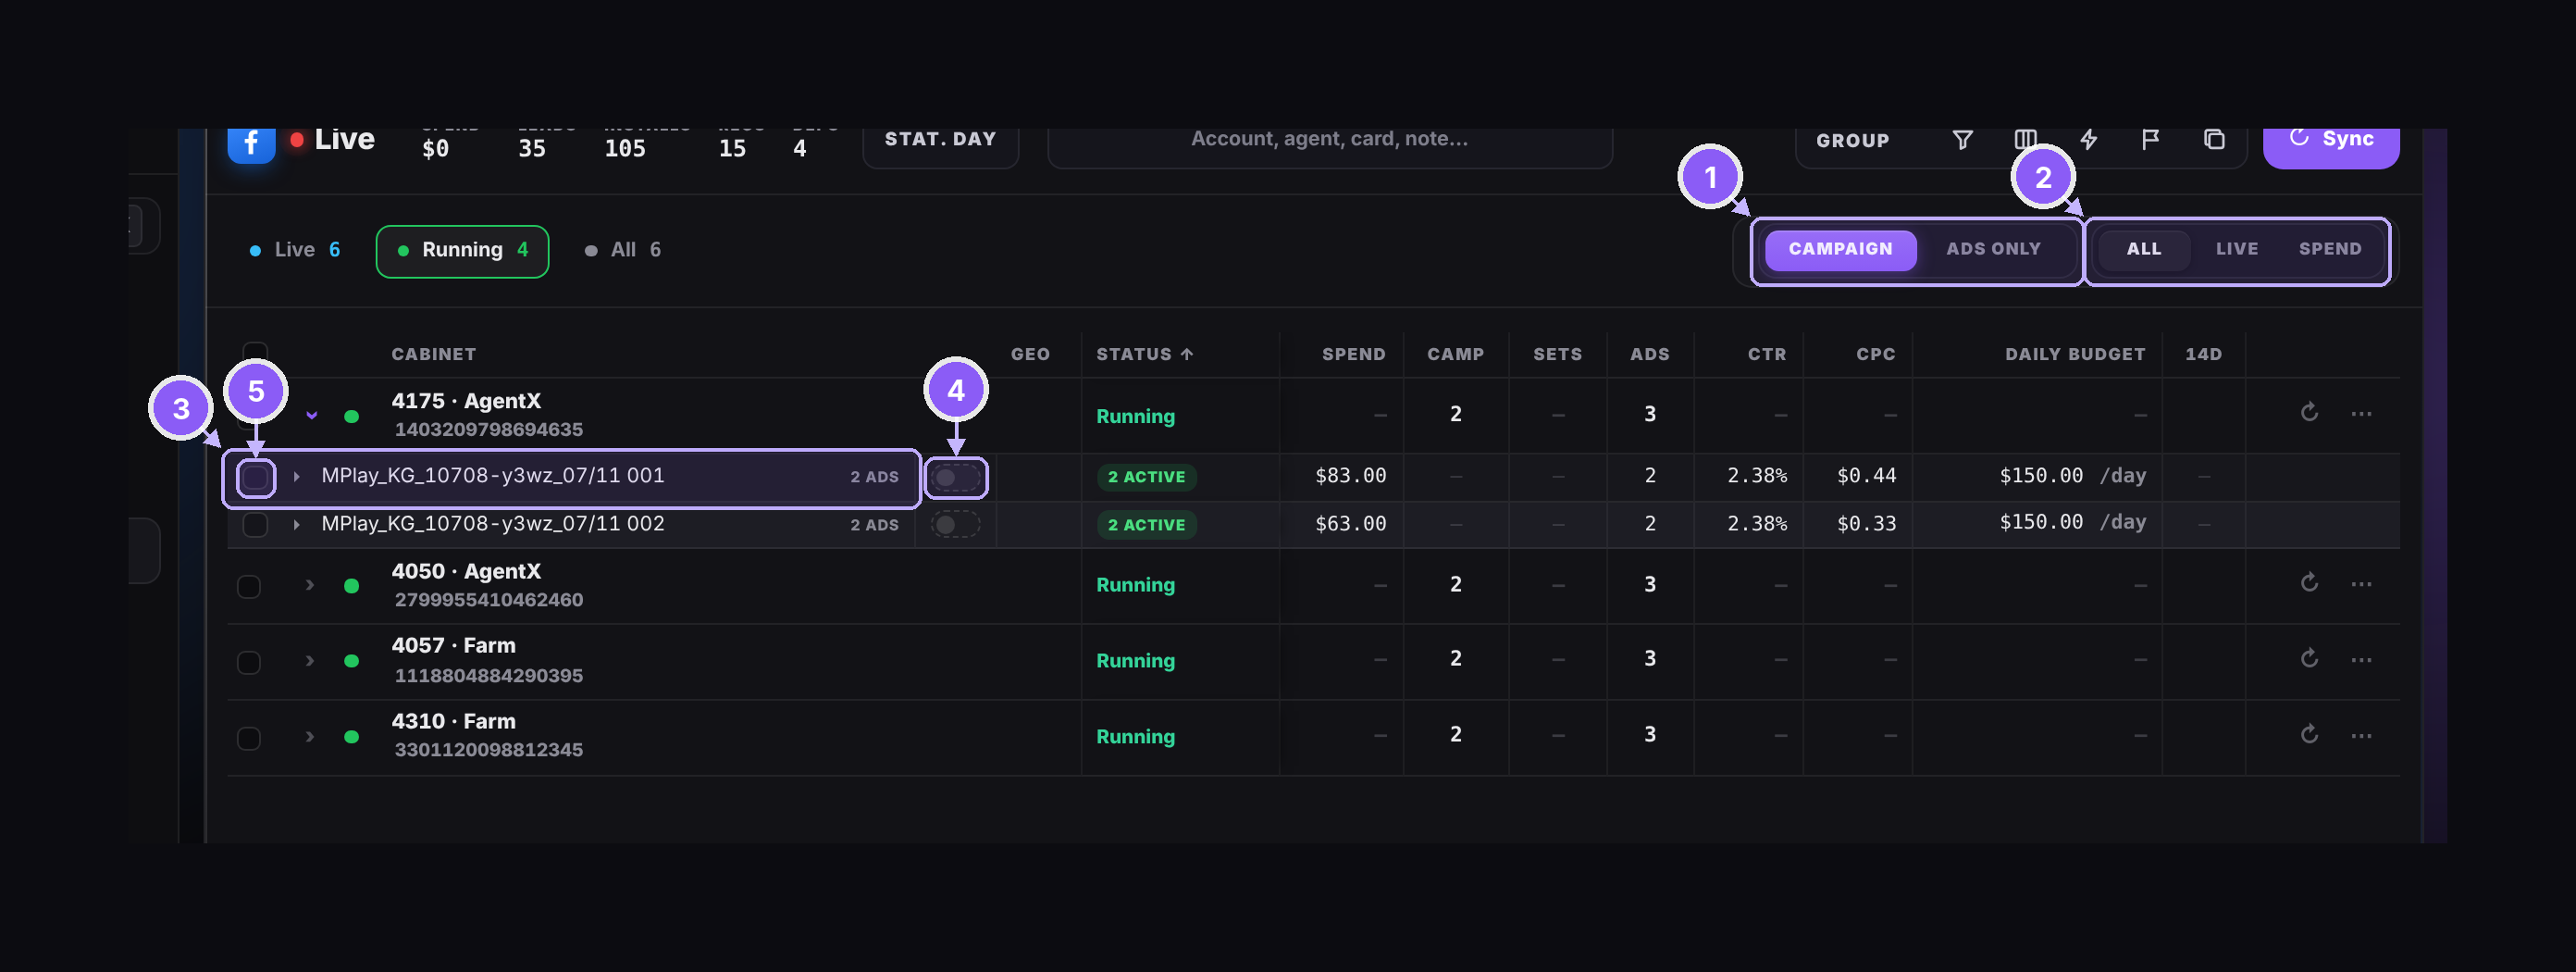 Live
$0 35 105 15 4
STAT. DAY
Account, agent, card, note...
GROUP
Sync
1 2
Live 6 Running 4 All 6
CAMPAIGN ADS ONLY ALL LIVE SPEND
CABINET GEO STATUS ↑ SPEND CAMP SETS ADS CTR CPC DAILY BUDGET 14D
3 5 4
4175 · AgentX Running – 2 – 3 – – –
1403209798694635
MPlay_KG_10708-y3wz_07/11 001 2 ADS 2 ACTIVE $83.00 – – 2 2.38% $0.44 $150.00 /day –
MPlay_KG_10708-y3wz_07/11 002 2 ADS 2 ACTIVE $63.00 – – 2 2.38% $0.33 $150.00 /day –
4050 · AgentX Running – 2 – 3 – – –
2799955410462460
4057 · Farm Running – 2 – 3 – – –
1118804884290395
4310 · Farm Running – 2 – 3 – – –
3301120098812345